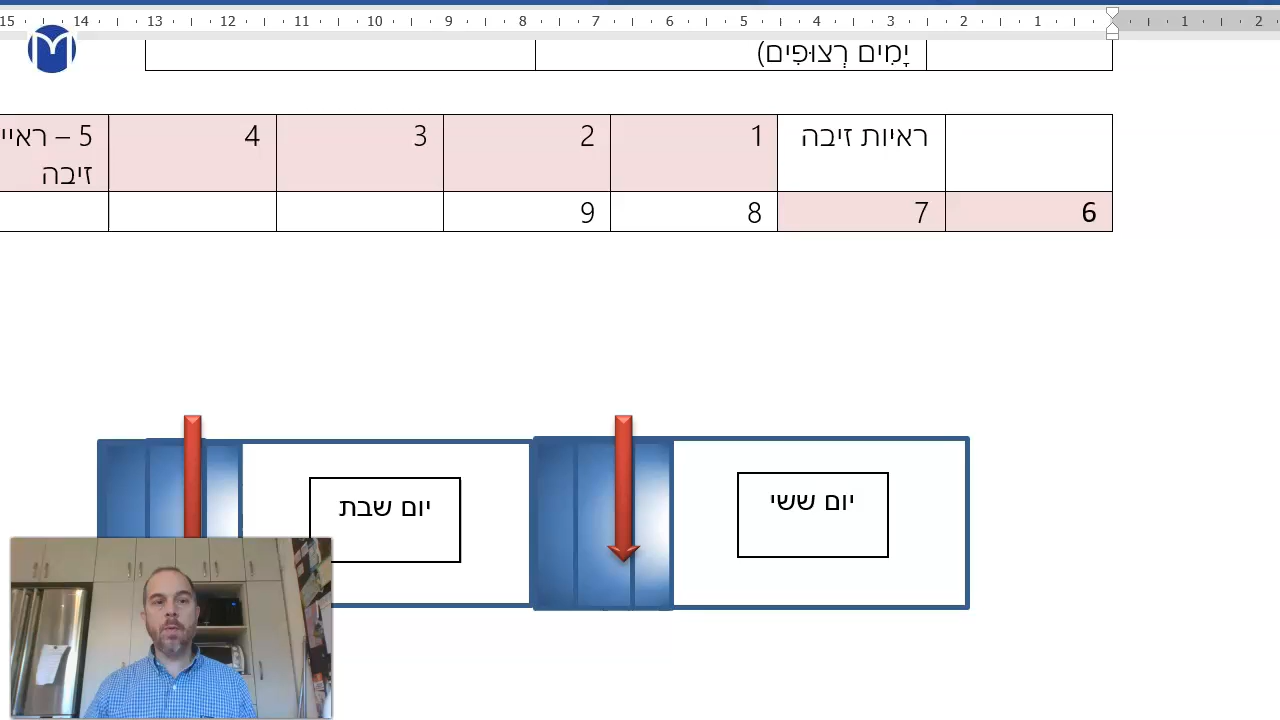 15 14 13 12 11 10 9 8 7 6 5 4 3 2 1 1 2
יָמִים רְצוּפִים)
ראיות זיבה 1 2 3 4 5 – ראיי
זיבה
6 7 8 9
יום ששי
יום שבת